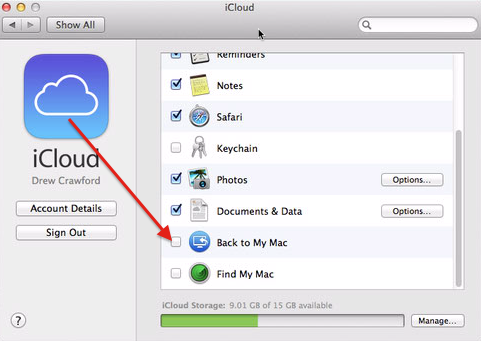 iCloud
Show All
Reminders
Notes
Safari
Keychain
Photos
Options...
Documents & Data
Options...
Back to My Mac
Find My Mac
iCloud
Drew Crawford
Account Details
Sign Out
iCloud Storage: 9.01 GB of 15 GB available
?
Manage...